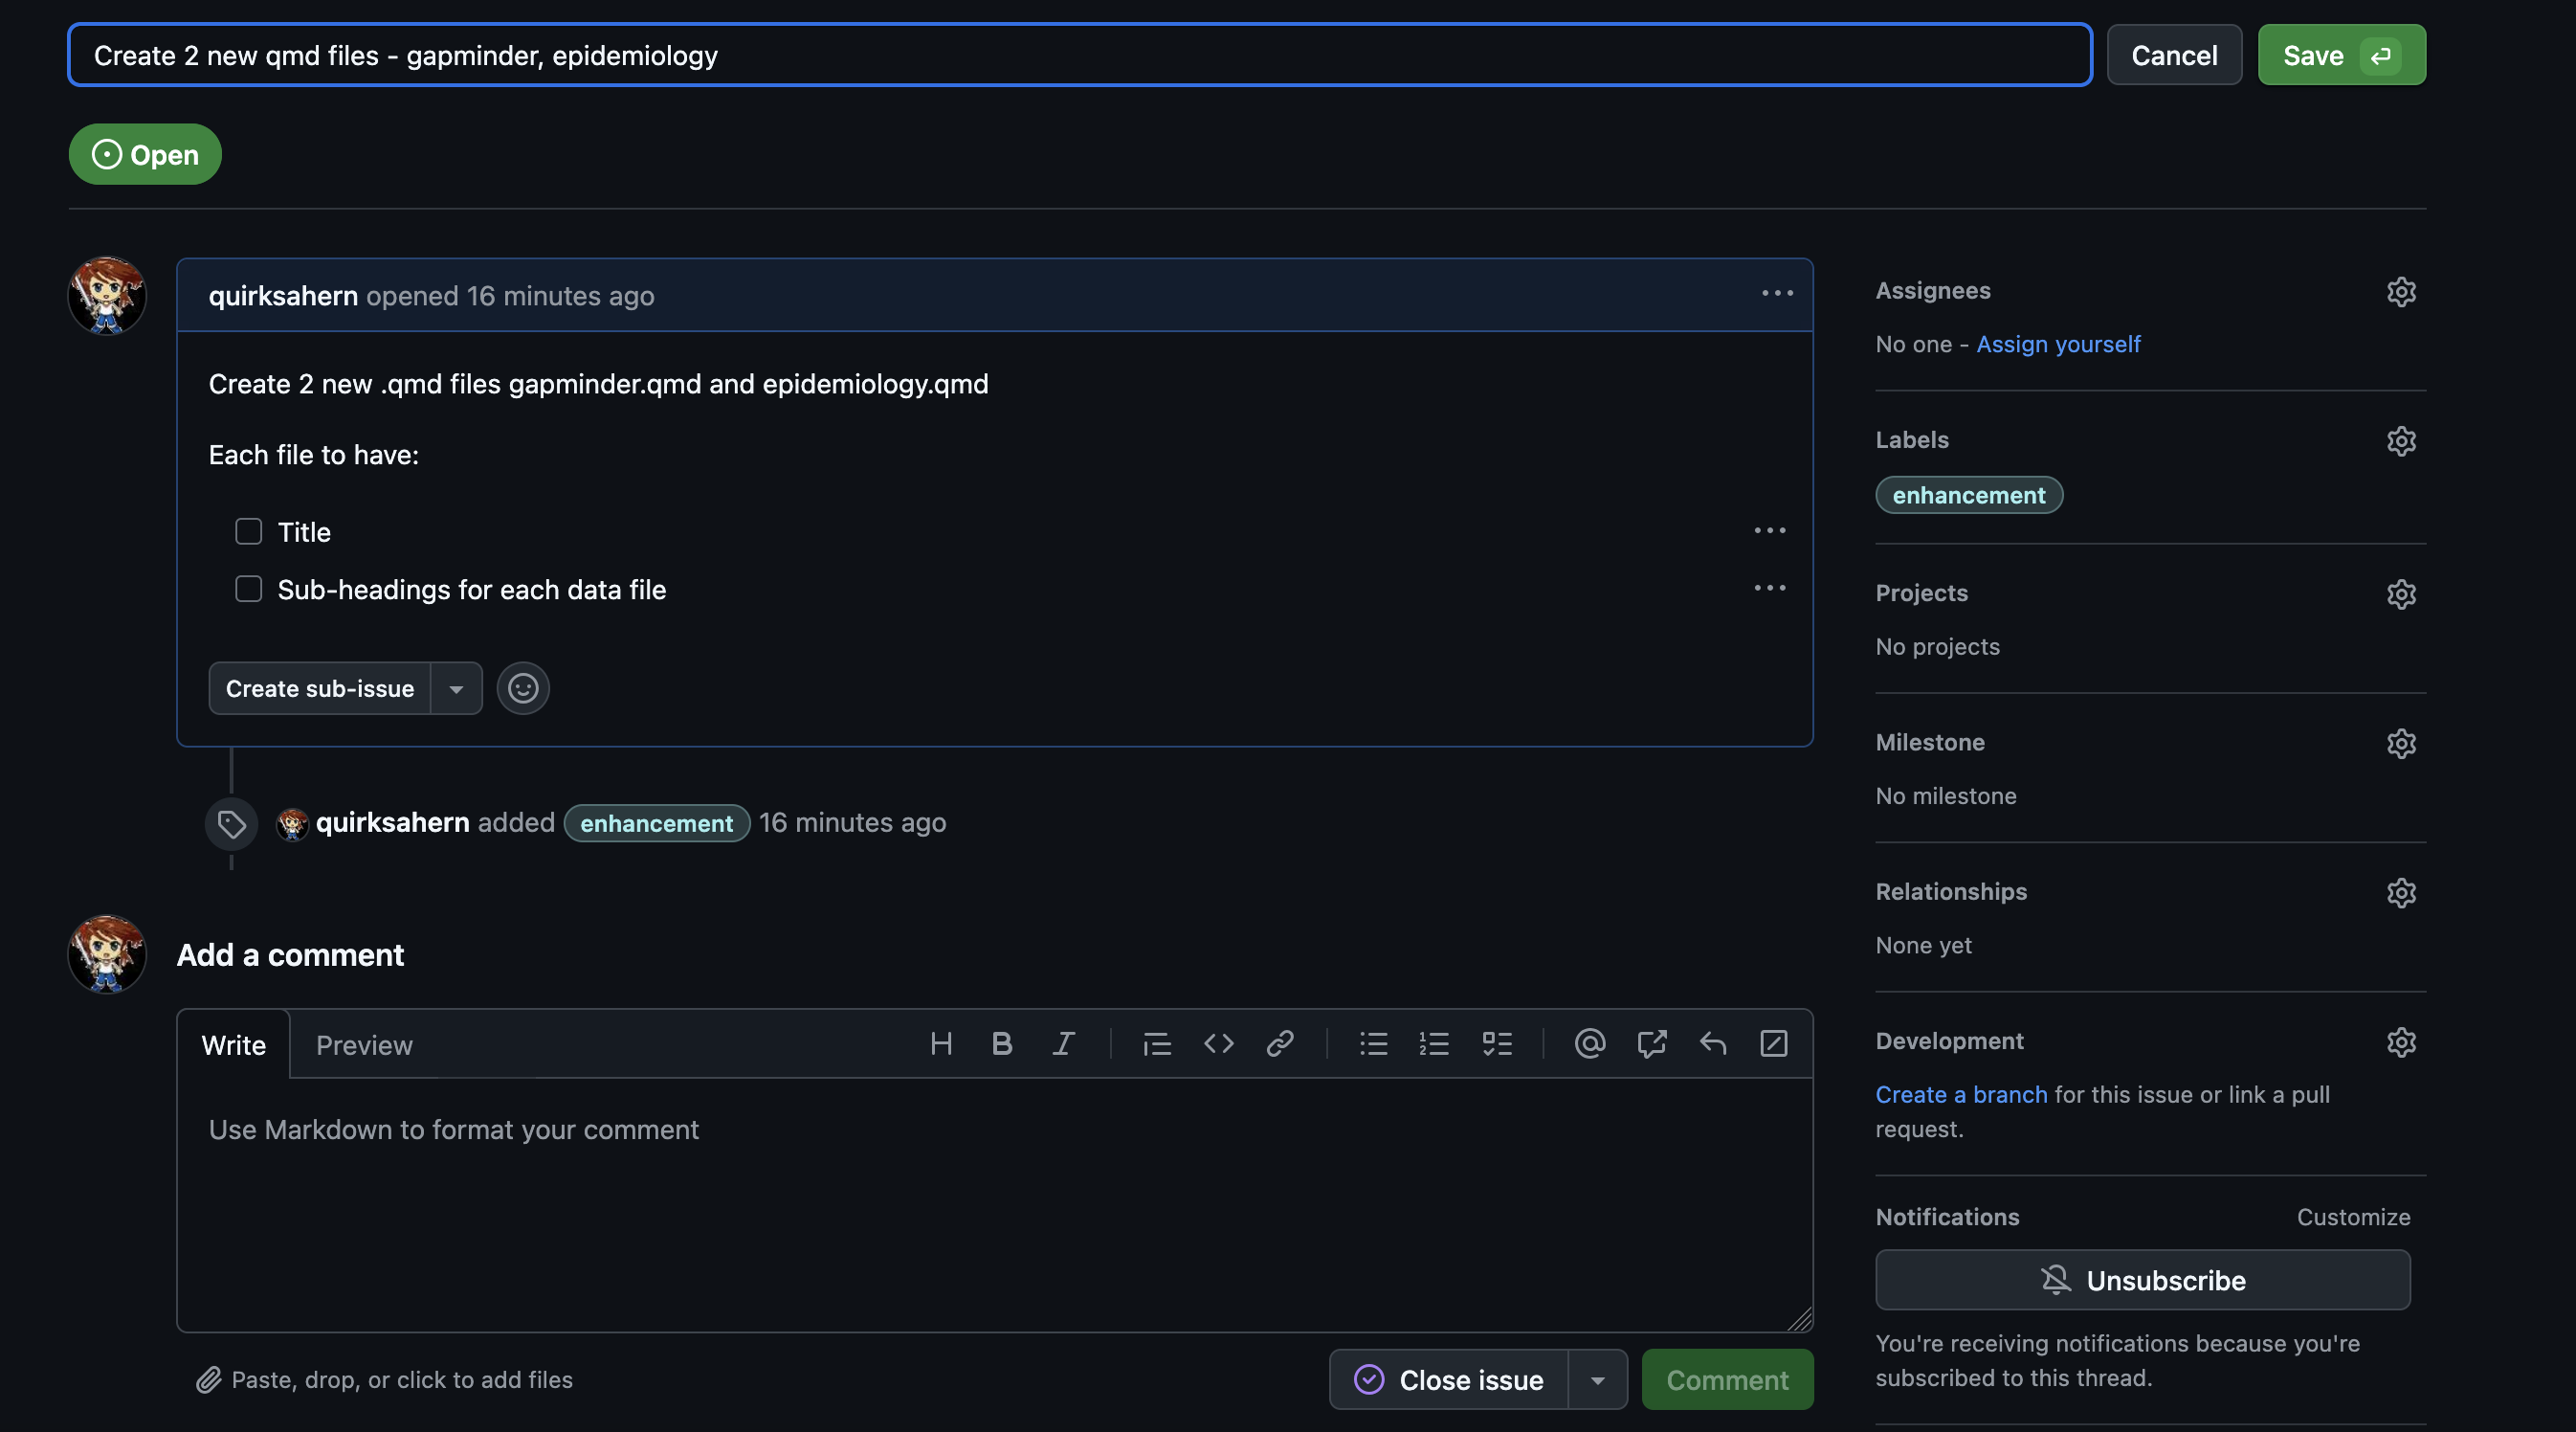 Create 2 new qmd files - gapminder, epidemiology
Cancel
Save
Open
quirksahern opened 16 minutes ago
Create 2 new .qmd files gapminder.qmd and epidemiology.qmd
Each file to have:
Title
Sub-headings for each data file
Create sub-issue
quirksahern added enhancement 16 minutes ago
Add a comment
Write
Preview
Use Markdown to format your comment
Paste, drop, or click to add files
Close issue
Comment
Assignees
No one - Assign yourself
Labels
enhancement
Projects
No projects
Milestone
No milestone
Relationships
None yet
Development
Create a branch for this issue or link a pull
request.
Notifications
Customize
Unsubscribe
You're receiving notifications because you're
subscribed to this thread.